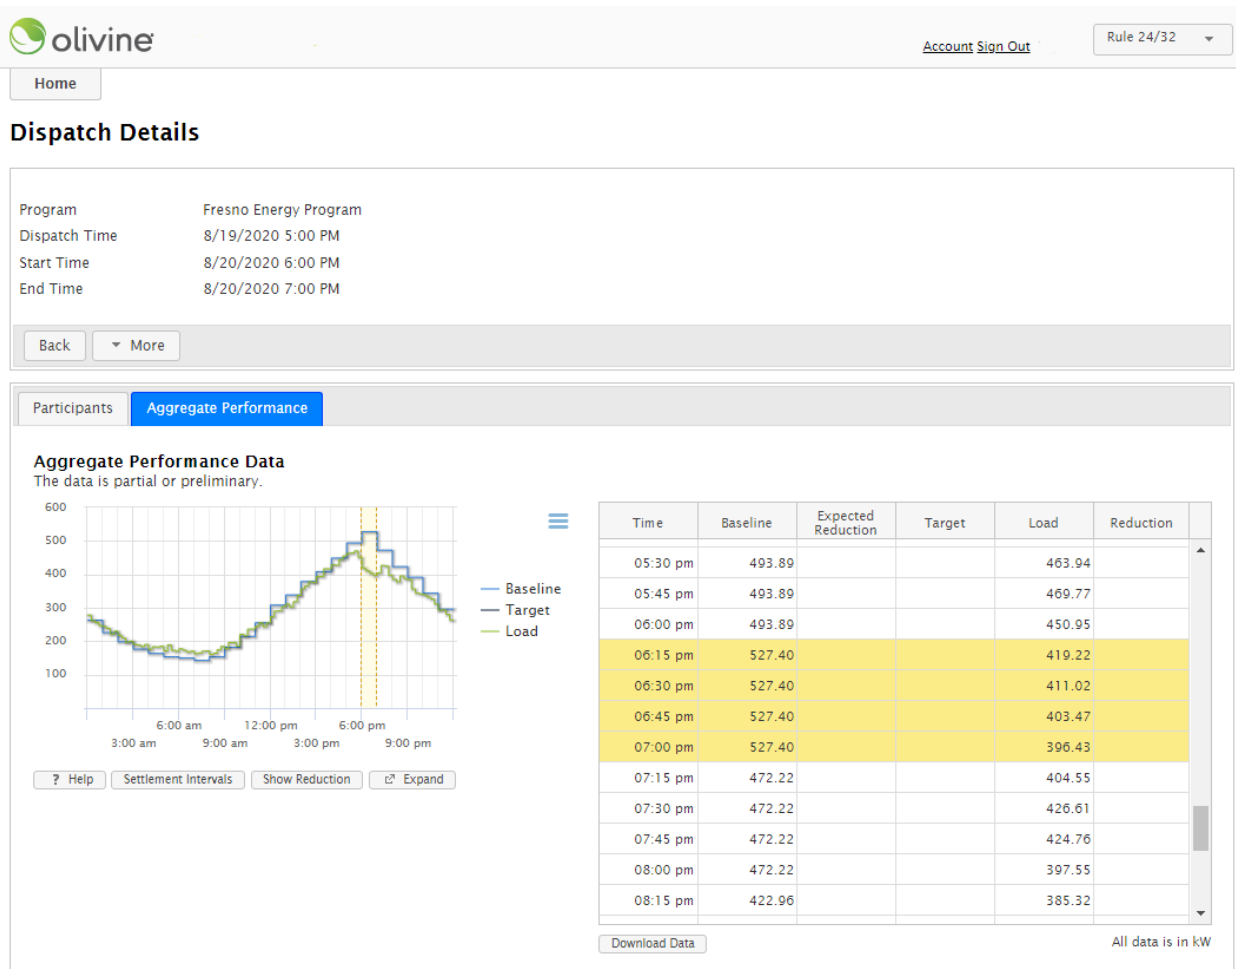 olivine
Account Sign Out
Rule 24/32
Home
Dispatch Details
Program Fresno Energy Program
Dispatch Time 8/19/2020 5:00 PM
Start Time 8/20/2020 6:00 PM
End Time 8/20/2020 7:00 PM
Back More
Participants Aggregate Performance
Aggregate Performance Data
The data is partial or preliminary.
600
500
400
300
200
100
6:00 am 12:00 pm 6:00 pm
3:00 am 9:00 am 3:00 pm 9:00 pm
Baseline
Target
Load
? Help Settlement Intervals Show Reduction Expand
Time Baseline Expected Reduction Target Load Reduction
05:30 pm 493.89 463.94
05:45 pm 493.89 469.77
06:00 pm 493.89 450.95
06:15 pm 527.40 419.22
06:30 pm 527.40 411.02
06:45 pm 527.40 403.47
07:00 pm 527.40 396.43
07:15 pm 472.22 404.55
07:30 pm 472.22 426.61
07:45 pm 472.22 424.76
08:00 pm 472.22 397.55
08:15 pm 422.96 385.32
Download Data All data is in kW